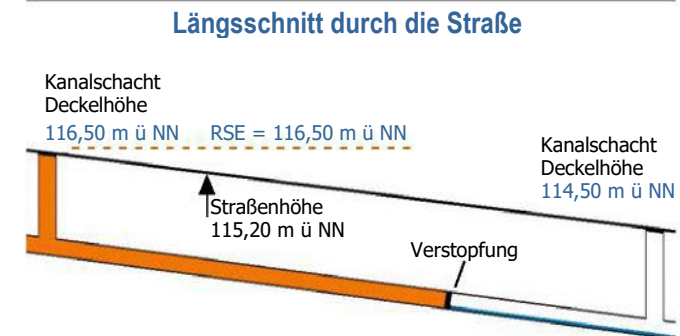 Längsschnitt durch die Straße
Kanalschacht
Deckelhöhe
116,50 m ü NN RSE = 116,50 m ü NN
Kanalschacht
Deckelhöhe
114,50 m ü NN
Straßenhöhe
115,20 m ü NN
Verstopfung